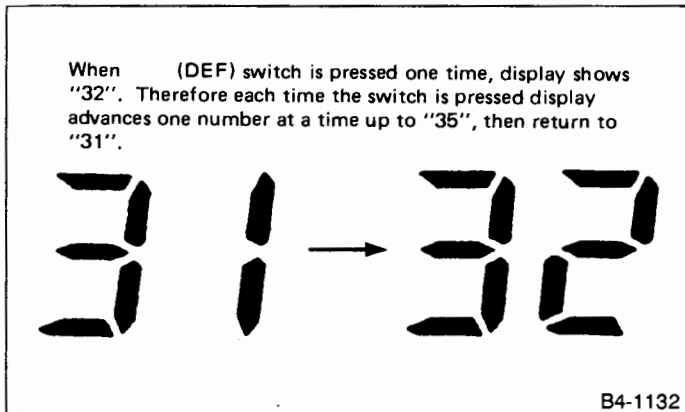 When (DEF) switch is pressed one time, display shows
"32". Therefore each time the switch is pressed display
advances one number at a time up to "35", then return to
"31".
31 → 32
B4-1132